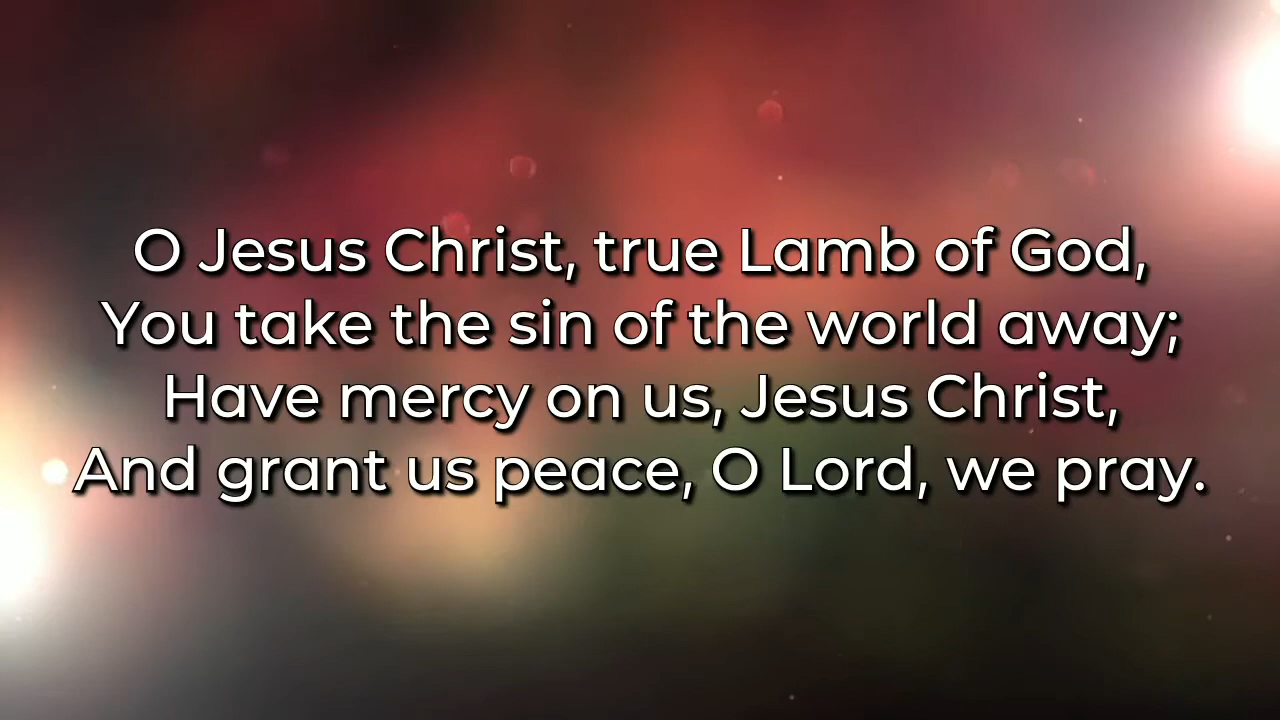 O Jesus Christ, true Lamb of God,
You take the sin of the world away;
Have mercy on us, Jesus Christ,
And grant us peace, O Lord, we pray.